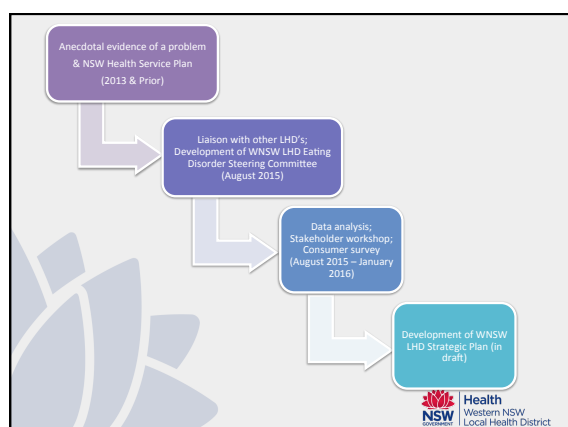 Anecdotal evidence of a problem
& NSW Health Service Plan
(2013 & Prior)
Liaison with other LHD's;
Development of WNSW LHD Eating
Disorder Steering Committee
(August 2015)
Data analysis;
Stakeholder workshop;
Consumer survey
(August 2015 – January
2016)
Development of WNSW
LHD Strategic Plan (in
draft)
NSW
GOVERNMENT
Health
Western NSW
Local Health District